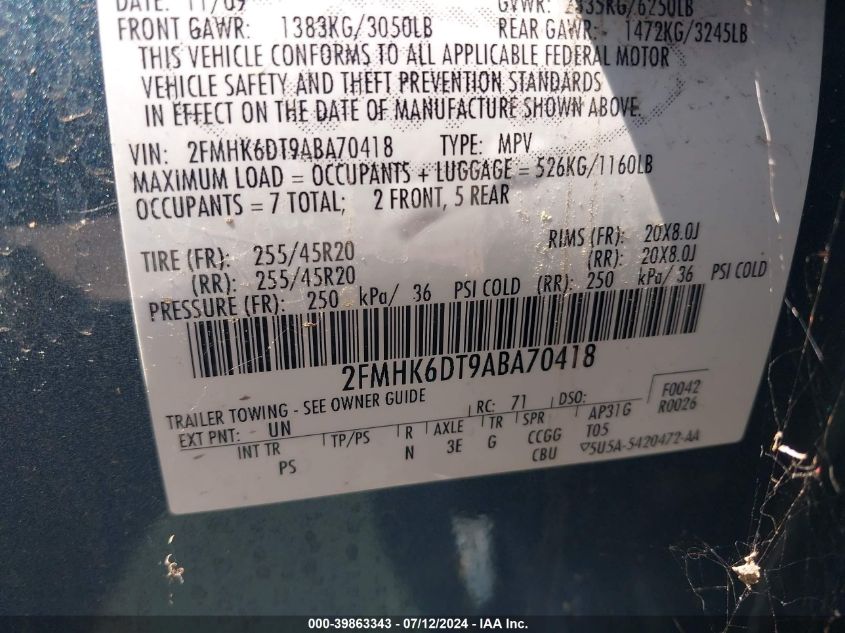 DATE: 11/09 GVWR: 2835KG/6250LB
FRONT GAWR: 1383KG/3050LB REAR GAWR: 1472KG/3245LB
THIS VEHICLE CONFORMS TO ALL APPLICABLE FEDERAL MOTOR
VEHICLE SAFETY AND THEFT PREVENTION STANDARDS
IN EFFECT ON THE DATE OF MANUFACTURE SHOWN ABOVE.
VIN: 2FMHK6DT9ABA70418 TYPE: MPV
MAXIMUM LOAD = OCCUPANTS + LUGGAGE = 526KG/1160LB
OCCUPANTS = 7 TOTAL; 2 FRONT, 5 REAR
TIRE (FR): 255/45R20 RIMS (FR): 20X8.0J
(RR): 255/45R20 (RR): 20X8.0J
PRESSURE (FR): 250 kPa/ 36 PSI COLD (RR): 250 kPa/ 36 PSI COLD
2FMHK6DT9ABA70418
TRAILER TOWING - SEE OWNER GUIDE RC: 71 DSO: F0042
R0026
EXT PNT: UN TP/PS R AXLE TR SPR AP31G
INT TR N 3E G CCGG T05
PS CBU 5U5A-5420472-AA
000-39863343 / 07/12/2024 - IAA Inc.